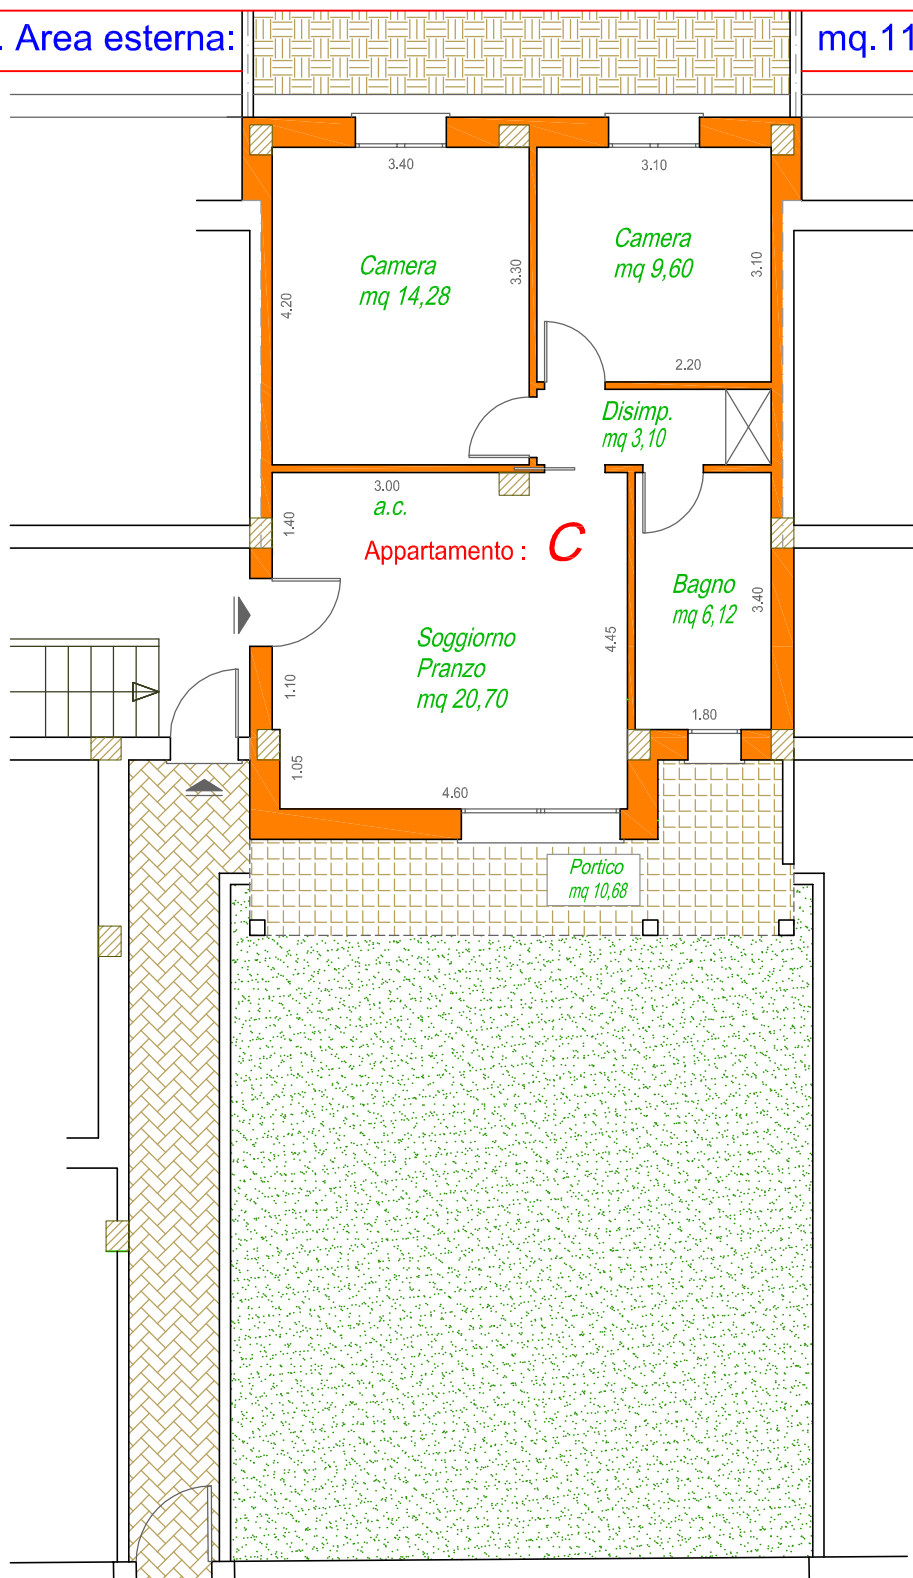 . Area esterna:
mq.11
3.40
3.10
Camera
mq 14,28
3.30
4.20
Camera
mq 9,60
3.10
2.20
Disimp.
mq 3,10
3.00
a.c.
1.40
Appartamento : C
Bagno
mq 6,12
3.40
Soggiorno
Pranzo
mq 20,70
4.45
1.10
1.80
1.05
4.60
Portico
mq 10,68